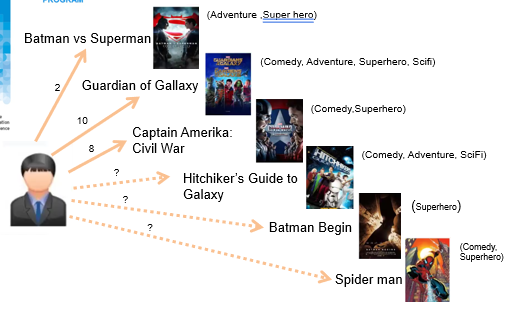 PROGRAM
(Adventure ,Super hero)
Batman vs Superman
(Comedy, Adventure, Superhero, Scifi)
2
Guardian of Gallaxy
(Comedy,Superhero)
10
Captain Amerika:
Civil War
8
(Comedy, Adventure, SciFi)
?
Hitchiker's Guide to
Galaxy
?
(Superhero)
Batman Begin
?
(Comedy,
Superhero)
Spider man